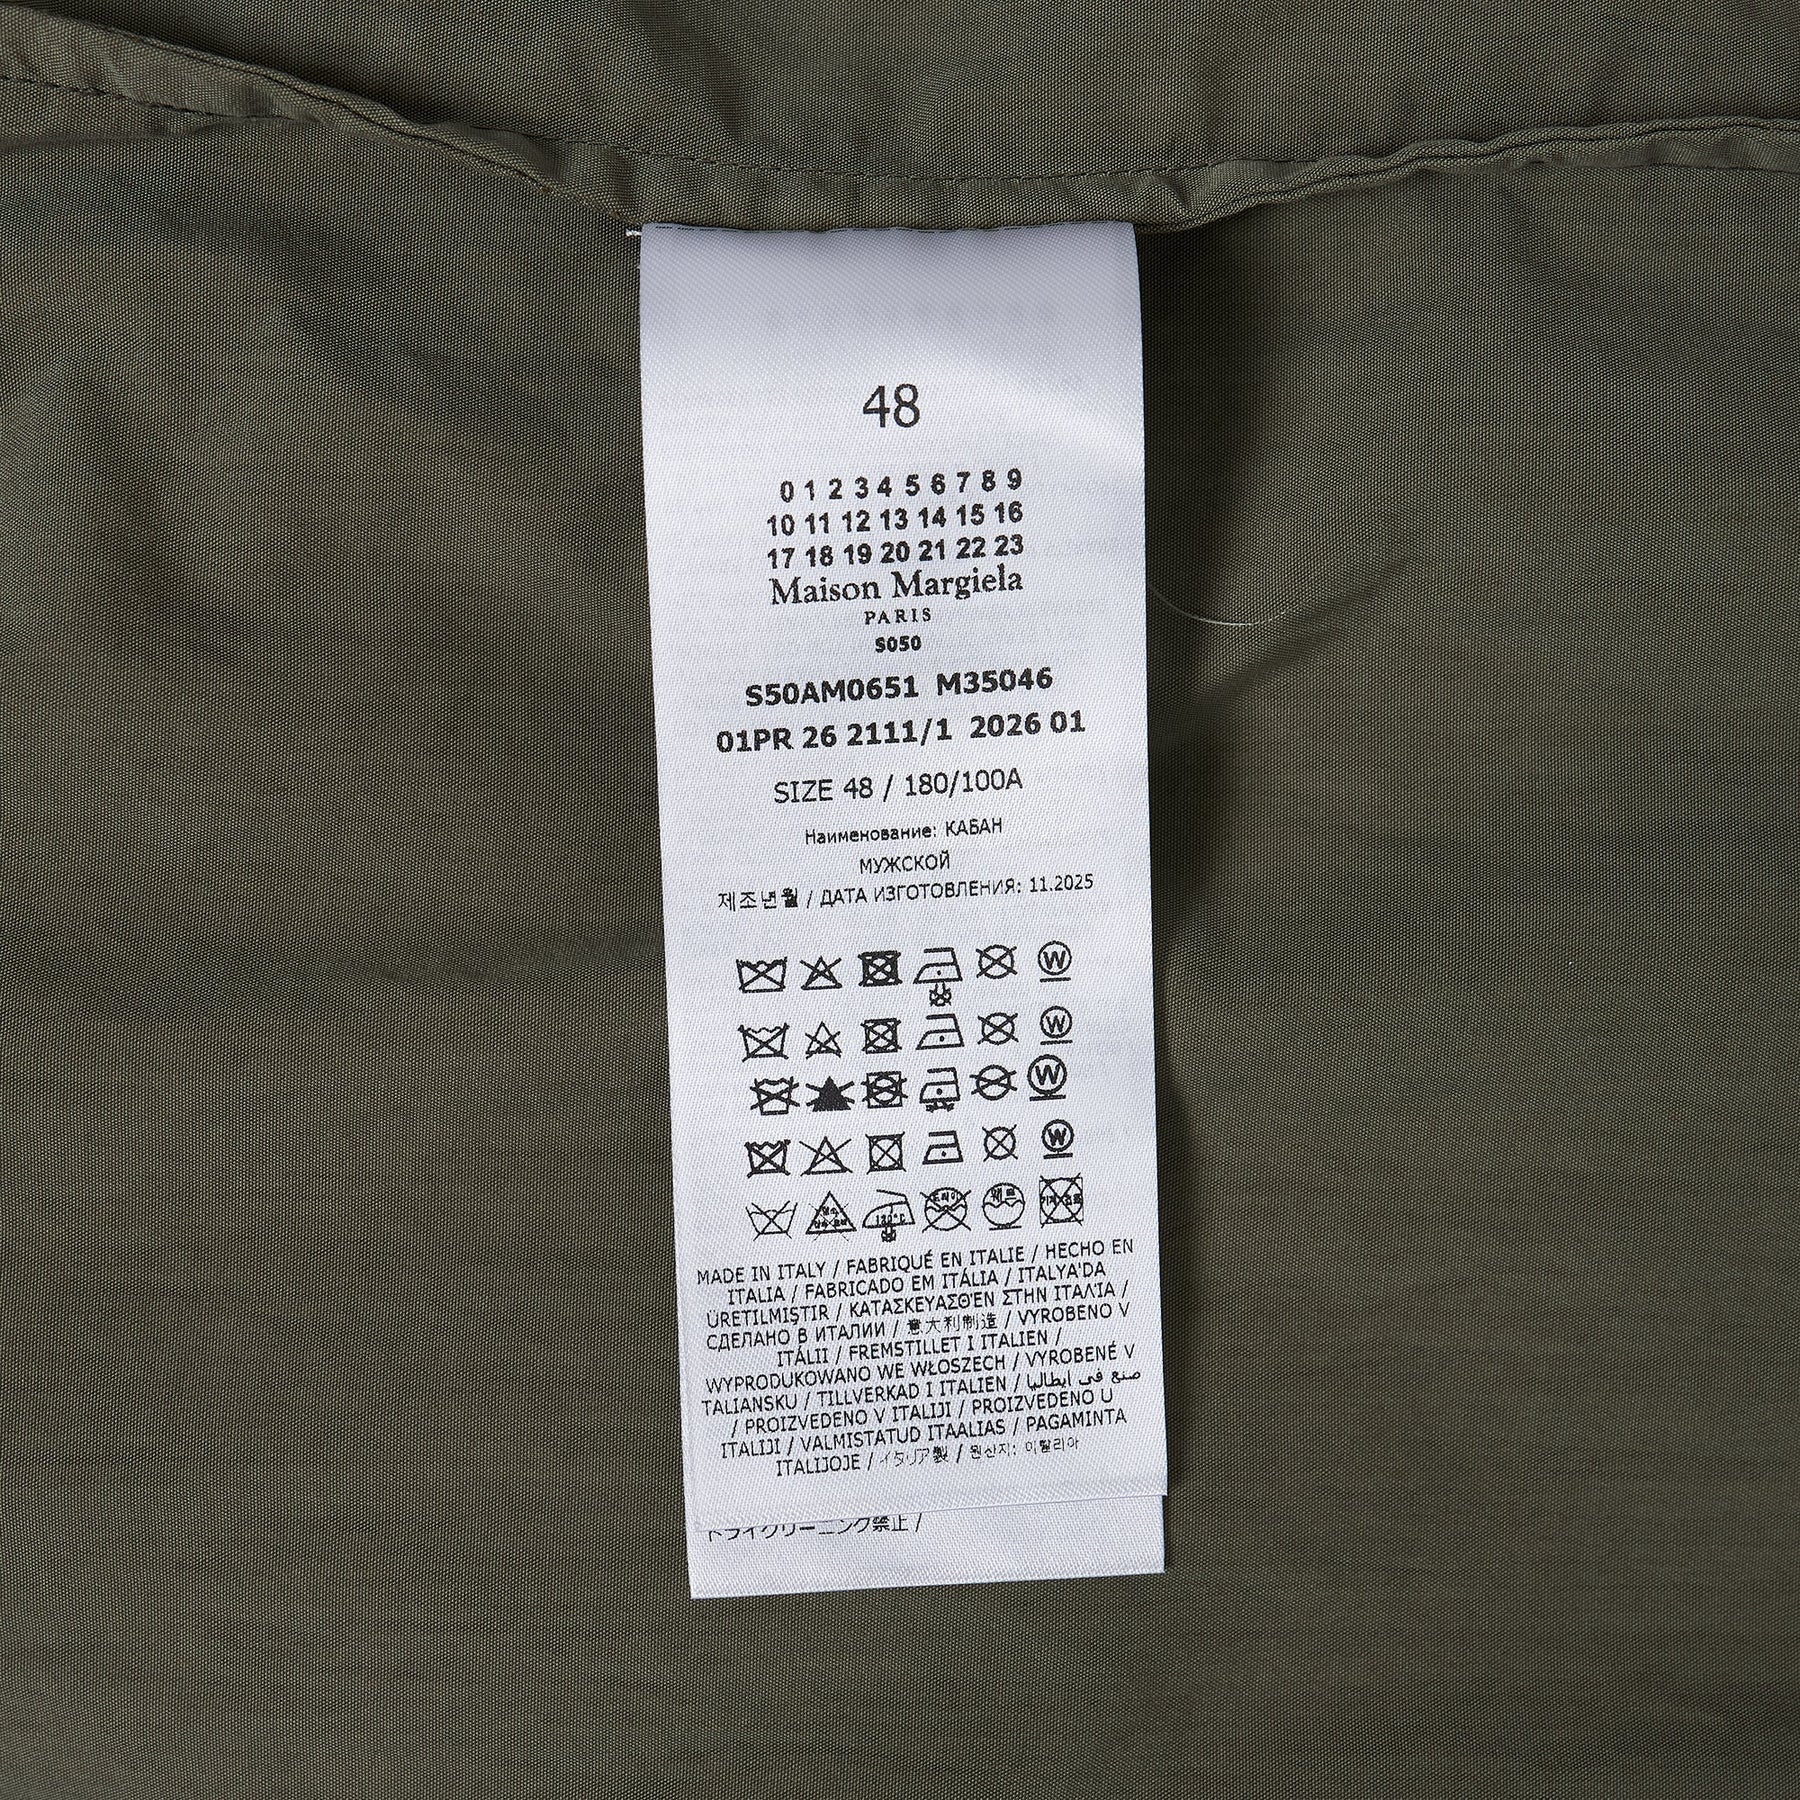 48
0 1 2 3 4 5 6 7 8 9
10 11 12 13 14 15 16
17 18 19 20 21 22 23
Maison Margiela
PARIS
S050
S50AM0651 M35046
01PR 26 2111/1 2026 01
SIZE 48 / 180/100A
Наименование: КАБАН
МУЖСКОЙ
제조년월 / ДАТА ИЗГОТОВЛЕНИЯ: 11.2025
W
W
W
W
MADE IN ITALY / FABRIQUÉ EN ITALIE / HECHO EN
ITALIA / FABRICADO EM ITÁLIA / ITALYA'DA
ÜRETILMIŞTIR / ΚΑΤΑΣΚΕΥΑΣΘΈΝ ΣΤΗΝ ΙΤΑΛΊΑ /
СДЕЛАНО В ИТАЛИИ / 意大利制造 / VYROBENO V
ITÁLII / FREMSTILLET I ITALIEN /
WYPRODUKOWANO WE WŁOSZECH / VYROBENÉ V
TALIANSKU / TILLVERKAD I ITALIEN / صنع في ايطاليا
/ PROIZVEDENO V ITALIJI / PROIZVEDENO U
ITALIJI / VALMISTATUD ITAALIAS / PAGAMINTA
ITALIJOJE / イタリア製 / 원산지: 이탈리아
ドライクリーニング禁止 /